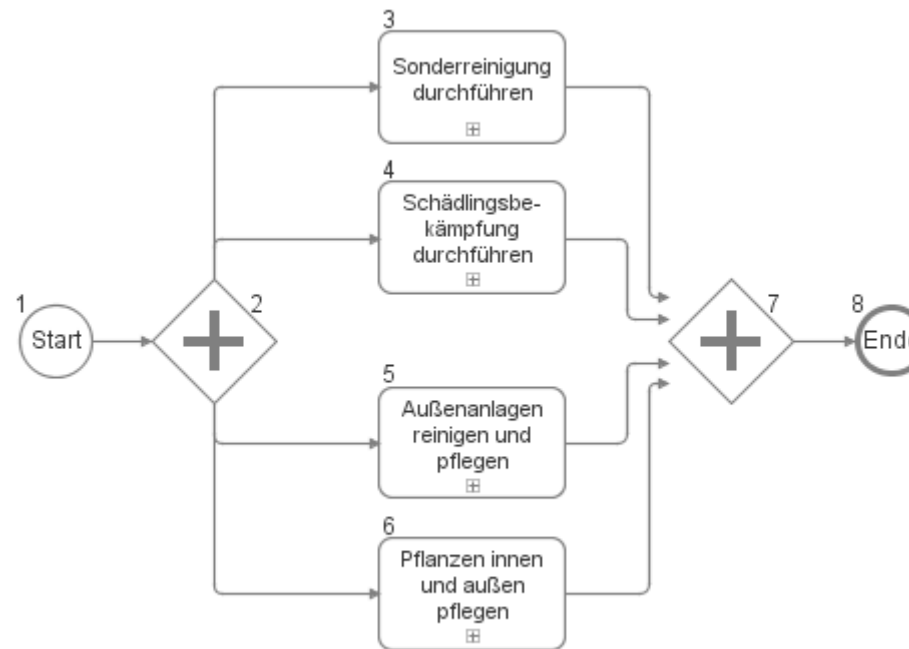 3
Sonderreinigung
durchführen
4
Schädlingsbe-
kämpfung
durchführen
1
Start
2
7
8
Ende
5
Außenanlagen
reinigen und
pflegen
6
Pflanzen innen
und außen
pflegen